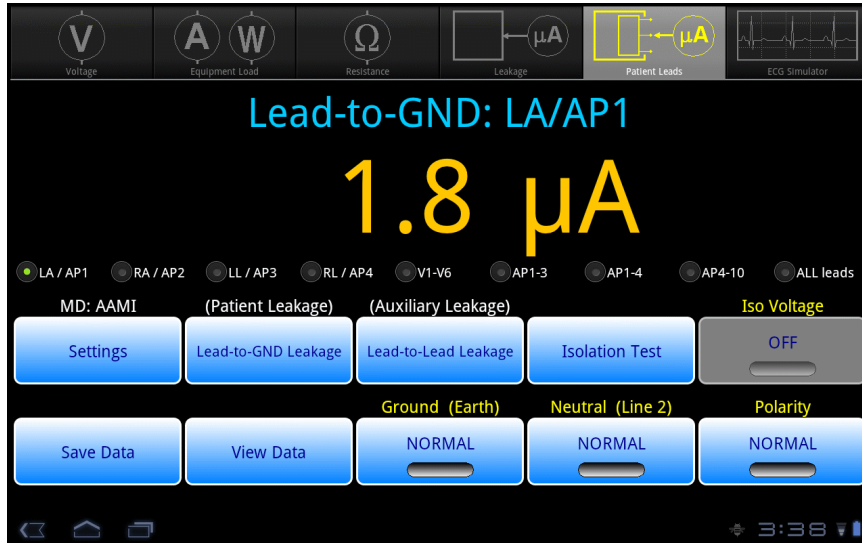 V A W Ω µA µA
Voltage Equipment Load Resistance Leakage Patient Leads ECG Simulator
Lead-to-GND: LA/AP1
1.8 µA
LA / AP1 RA / AP2 LL / AP3 RL / AP4 V1-V6 AP1-3 AP1-4 AP4-10 ALL leads
MD: AAMI (Patient Leakage) (Auxiliary Leakage) Iso Voltage
Settings Lead-to-GND Leakage Lead-to-Lead Leakage Isolation Test OFF
Ground (Earth) Neutral (Line 2) Polarity
Save Data View Data NORMAL NORMAL NORMAL
3:38